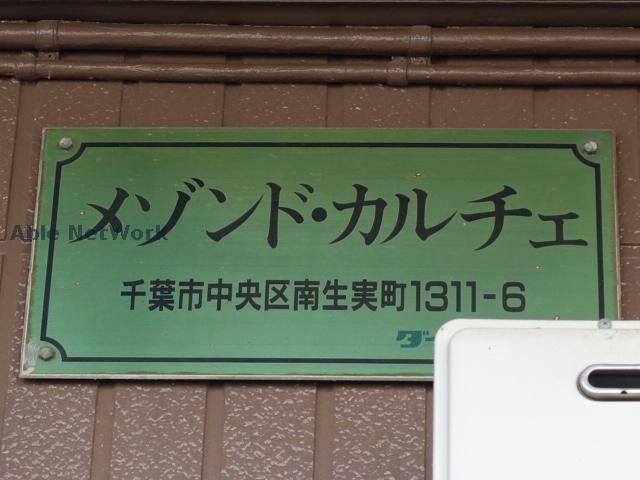 メゾンド・カルチェ
Able NetWork
千葉市中央区南生実町1311-6